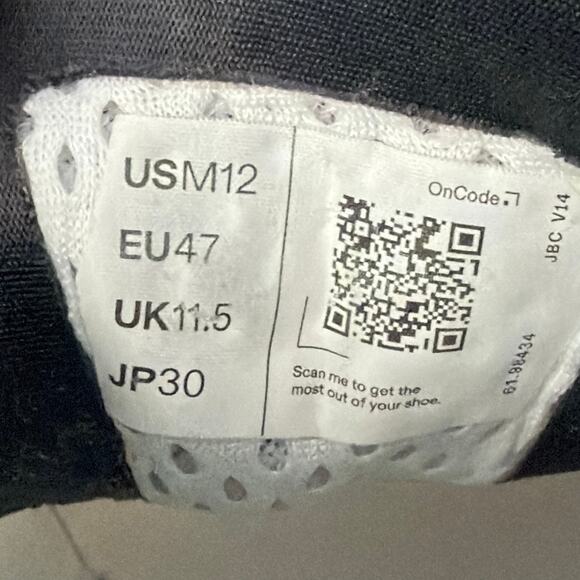 USM12
EU47
UK11.5
JP30
OnCode
Scan me to get the
most out of your shoe.
JBC V14
61.98434